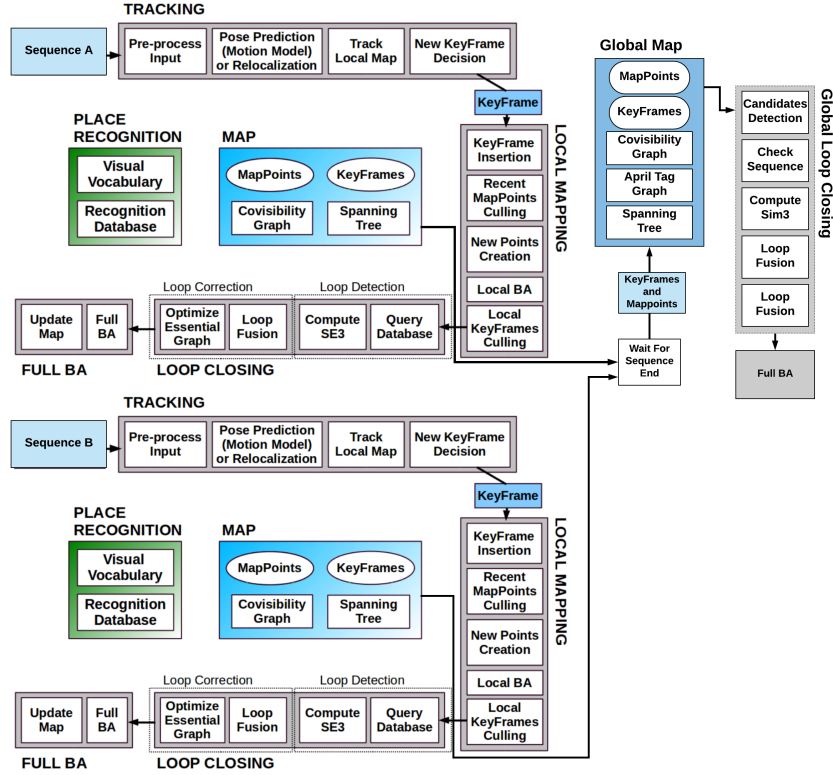 TRACKING
Sequence A
Pre-process
Input
Pose Prediction
(Motion Model)
or Relocalization
Track
Local Map
New KeyFrame
Decision
KeyFrame
PLACE
RECOGNITION
Visual
Vocabulary
Recognition
Database
MAP
MapPoints
KeyFrames
Covisibility
Graph
Spanning
Tree
LOCAL MAPPING
KeyFrame
Insertion
Recent
MapPoints
Culling
New Points
Creation
Local BA
Local
KeyFrames
Culling
Loop Correction
Loop Detection
Update
Map
Full
BA
Optimize
Essential
Graph
Loop
Fusion
Compute
SE3
Query
Database
FULL BA
LOOP CLOSING
Global Map
MapPoints
KeyFrames
Covisibility
Graph
April Tag
Graph
Spanning
Tree
KeyFrames
and
Mappoints
Wait For
Sequence
End
Global Loop Closing
Candidates
Detection
Check
Sequence
Compute
Sim3
Loop
Fusion
Loop
Fusion
Full BA
TRACKING
Sequence B
Pre-process
Input
Pose Prediction
(Motion Model)
or Relocalization
Track
Local Map
New KeyFrame
Decision
KeyFrame
PLACE
RECOGNITION
Visual
Vocabulary
Recognition
Database
MAP
MapPoints
KeyFrames
Covisibility
Graph
Spanning
Tree
LOCAL MAPPING
KeyFrame
Insertion
Recent
MapPoints
Culling
New Points
Creation
Local BA
Local
KeyFrames
Culling
Loop Correction
Loop Detection
Update
Map
Full
BA
Optimize
Essential
Graph
Loop
Fusion
Compute
SE3
Query
Database
FULL BA
LOOP CLOSING